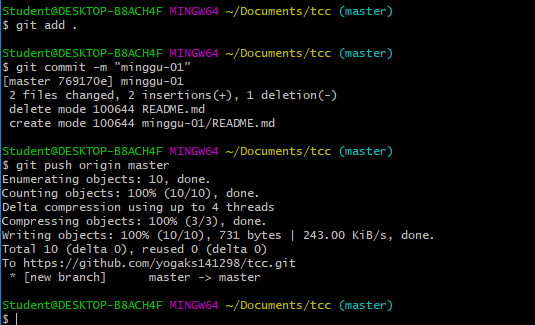 Student@DESKTOP-B8ACH4F MINGW64 ~/Documents/tcc (master)
$ git add .
Student@DESKTOP-B8ACH4F MINGW64 ~/Documents/tcc (master)
$ git commit -m "minggu-01"
[master 769170e] minggu-01
 2 files changed, 2 insertions(+), 1 deletion(-)
 delete mode 100644 README.md
 create mode 100644 minggu-01/README.md
Student@DESKTOP-B8ACH4F MINGW64 ~/Documents/tcc (master)
$ git push origin master
Enumerating objects: 10, done.
Counting objects: 100% (10/10), done.
Delta compression using up to 4 threads
Compressing objects: 100% (3/3), done.
Writing objects: 100% (10/10), 731 bytes | 243.00 KiB/s, done.
Total 10 (delta 0), reused 0 (delta 0)
To https://github.com/yogaks141298/tcc.git
 * [new branch]      master -> master
Student@DESKTOP-B8ACH4F MINGW64 ~/Documents/tcc (master)
$